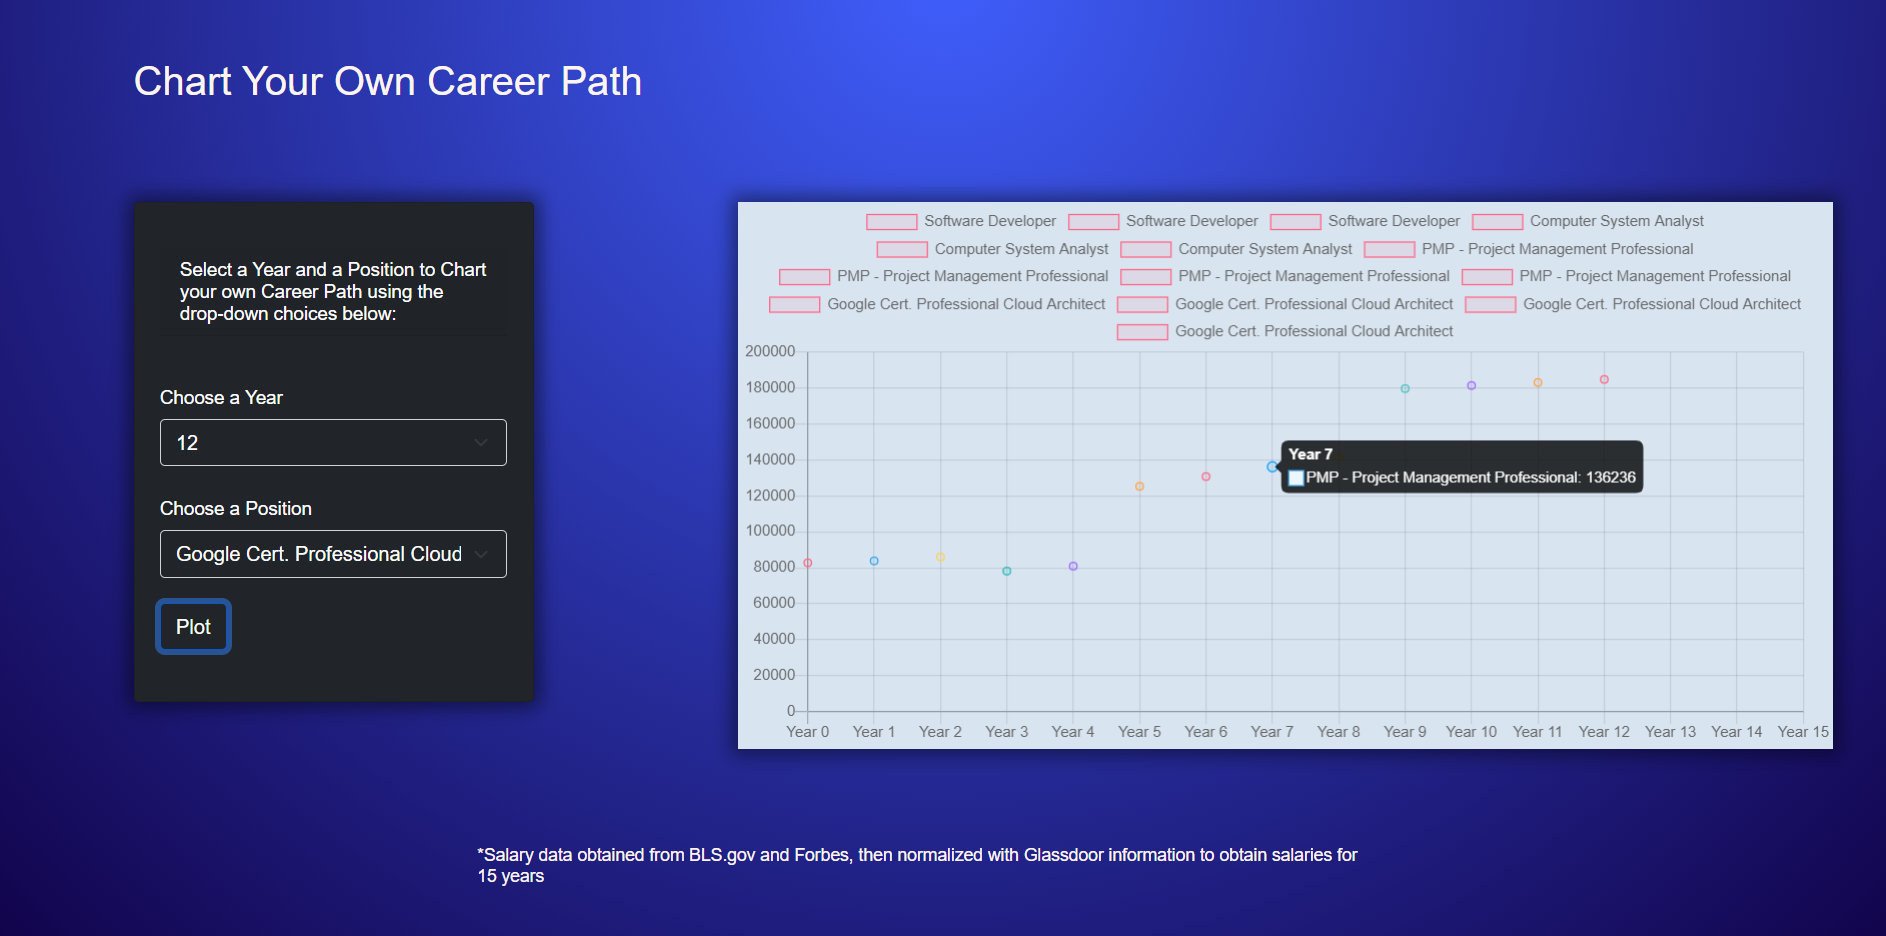 Chart Your Own Career Path
Select a Year and a Position to Chart
your own Career Path using the
drop-down choices below:
Choose a Year
12
Choose a Position
Google Cert. Professional Cloud
Plot
Software Developer Software Developer Software Developer Computer System Analyst
Computer System Analyst Computer System Analyst PMP - Project Management Professional
PMP - Project Management Professional PMP - Project Management Professional PMP - Project Management Professional
Google Cert. Professional Cloud Architect Google Cert. Professional Cloud Architect Google Cert. Professional Cloud Architect
Google Cert. Professional Cloud Architect
200000
180000
160000
140000
120000
100000
80000
60000
40000
20000
0
Year 7
PMP - Project Management Professional: 136236
Year 0 Year 1 Year 2 Year 3 Year 4 Year 5 Year 6 Year 7 Year 8 Year 9 Year 10 Year 11 Year 12 Year 13 Year 14 Year 15
*Salary data obtained from BLS.gov and Forbes, then normalized with Glassdoor information to obtain salaries for
15 years